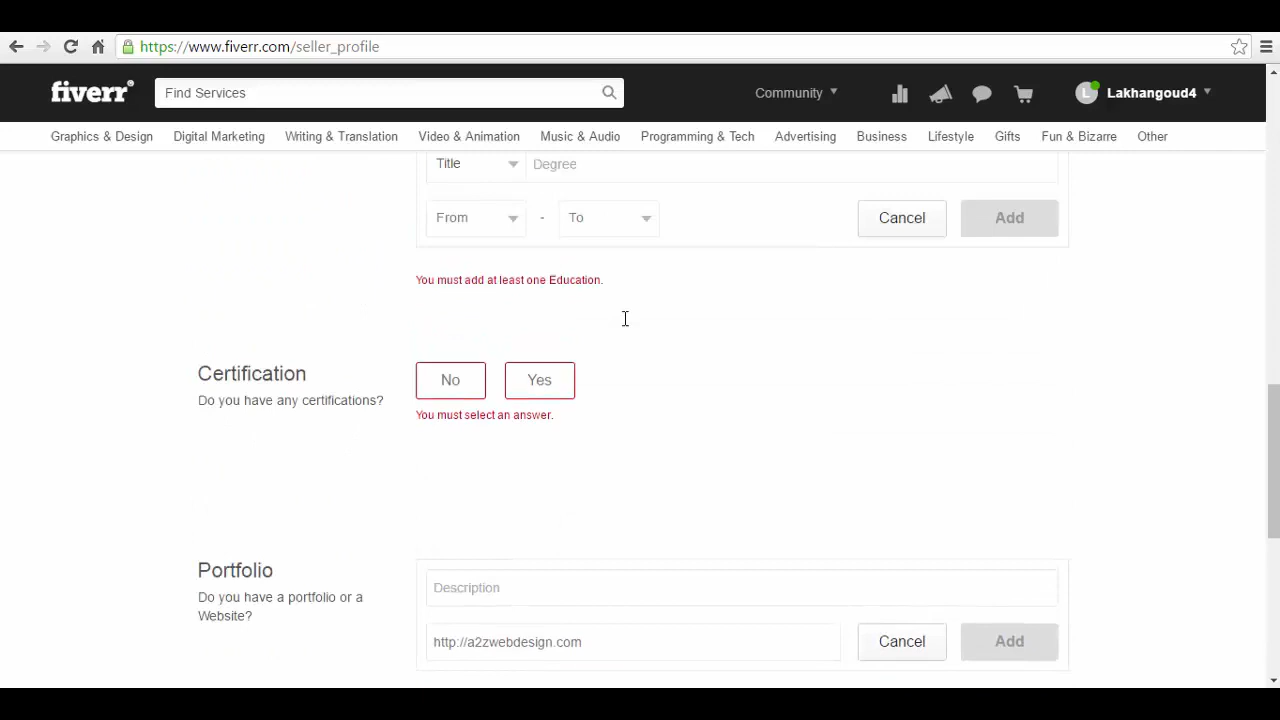 https://www.fiverr.com/seller_profile
fiverr®
Find Services
Community
L
Lakhangoud4
Graphics & Design
Digital Marketing
Writing & Translation
Video & Animation
Music & Audio
Programming & Tech
Advertising
Business
Lifestyle
Gifts
Fun & Bizarre
Other
Title
Degree
From
-
To
Cancel
Add
You must add at least one Education.
Certification
Do you have any certifications?
No
Yes
You must select an answer.
Portfolio
Do you have a portfolio or a
Website?
Description
http://a2zwebdesign.com
Cancel
Add